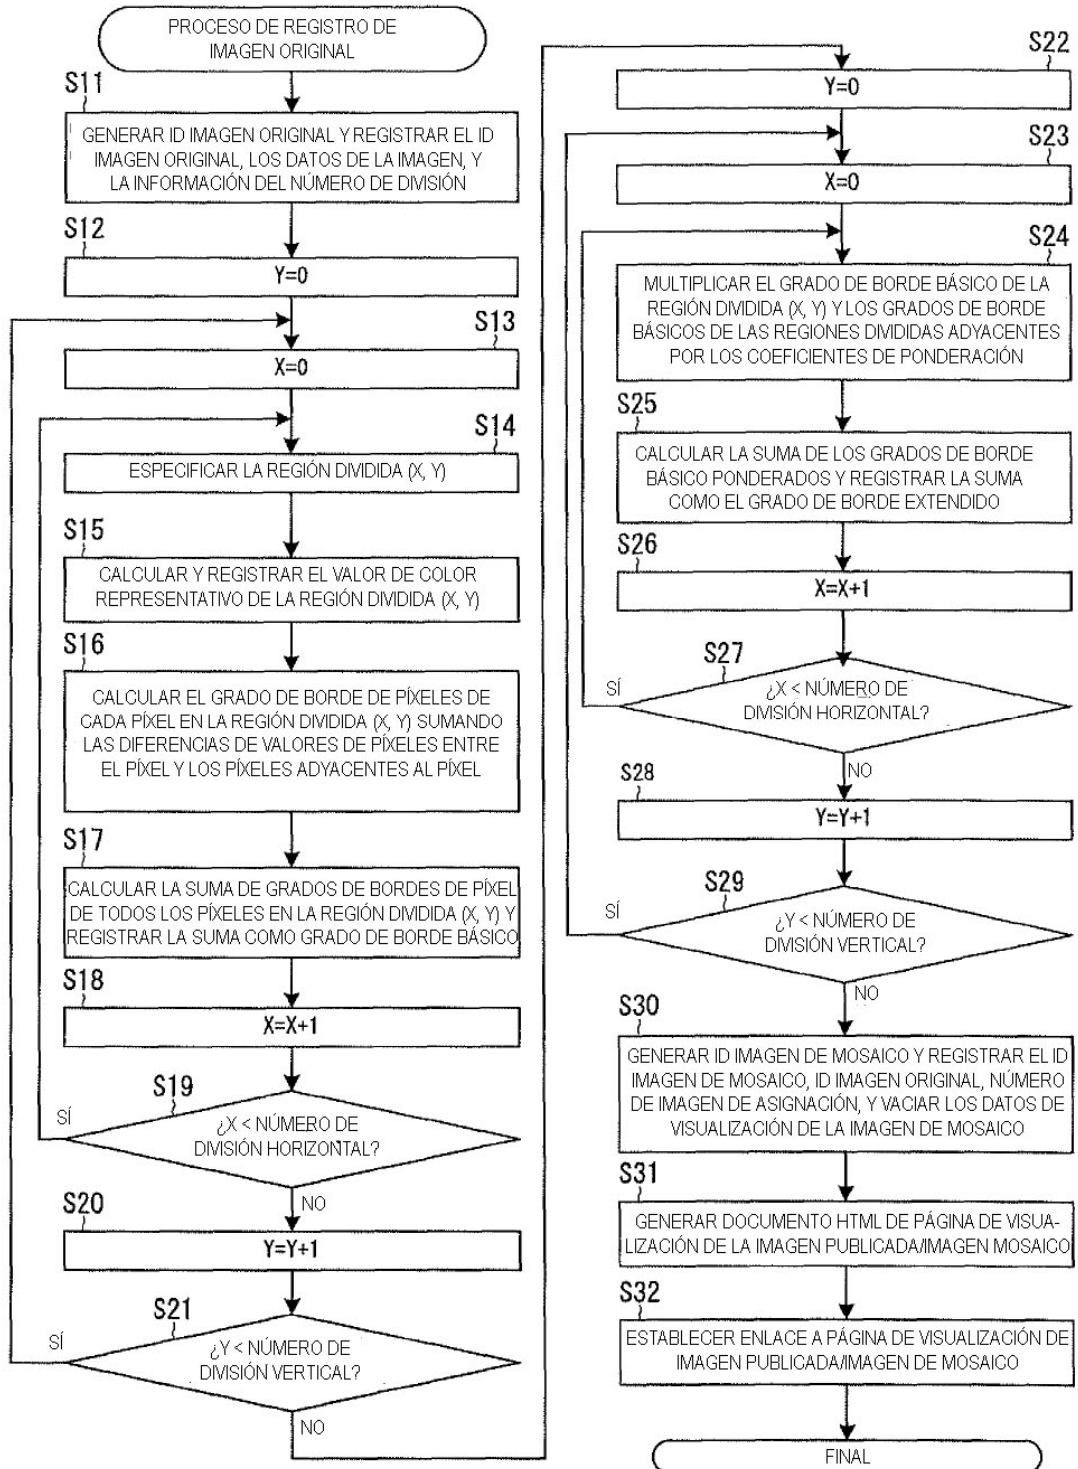 PROCESO DE REGISTRO DE
IMAGEN ORIGINAL
S11
GENERAR ID IMAGEN ORIGINAL Y REGISTRAR EL ID
IMAGEN ORIGINAL, LOS DATOS DE LA IMAGEN, Y
LA INFORMACIÓN DEL NÚMERO DE DIVISIÓN
S12
Y=0
S13
X=0
S14
ESPECIFICAR LA REGIÓN DIVIDIDA (X, Y)
S15
CALCULAR Y REGISTRAR EL VALOR DE COLOR
REPRESENTATIVO DE LA REGIÓN DIVIDIDA (X, Y)
S16
CALCULAR EL GRADO DE BORDE DE PÍXELES DE
CADA PÍXEL EN LA REGIÓN DIVIDIDA (X, Y) SUMANDO
LAS DIFERENCIAS DE VALORES DE PÍXELES ENTRE
EL PÍXEL Y LOS PÍXELES ADYACENTES AL PÍXEL
S17
CALCULAR LA SUMA DE GRADOS DE BORDES DE PÍXEL
DE TODOS LOS PÍXELES EN LA REGIÓN DIVIDIDA (X, Y) Y
REGISTRAR LA SUMA COMO GRADO DE BORDE BÁSICO
S18
X=X+1
S19
SÍ
¿X < NÚMERO DE
DIVISIÓN HORIZONTAL?
NO
S20
Y=Y+1
S21
SÍ
¿Y < NÚMERO DE
DIVISIÓN VERTICAL?
NO
S22
Y=0
S23
X=0
S24
MULTIPLICAR EL GRADO DE BORDE BÁSICO DE LA
REGIÓN DIVIDIDA (X, Y) Y LOS GRADOS DE BORDE
BÁSICOS DE LAS REGIONES DIVIDIDAS ADYACENTES
POR LOS COEFICIENTES DE PONDERACIÓN
S25
CALCULAR LA SUMA DE LOS GRADOS DE BORDE
BÁSICO PONDERADOS Y REGISTRAR LA SUMA
COMO EL GRADO DE BORDE EXTENDIDO
S26
X=X+1
S27
SÍ
¿X < NÚMERO DE
DIVISIÓN HORIZONTAL?
NO
S28
Y=Y+1
S29
SÍ
¿Y < NÚMERO DE
DIVISIÓN VERTICAL?
NO
S30
GENERAR ID IMAGEN DE MOSAICO Y REGISTRAR EL ID
IMAGEN DE MOSAICO, ID IMAGEN ORIGINAL, NÚMERO
DE IMAGEN DE ASIGNACIÓN, Y VACIAR LOS DATOS DE
VISUALIZACIÓN DE LA IMAGEN DE MOSAICO
S31
GENERAR DOCUMENTO HTML DE PÁGINA DE VISUA-
LIZACIÓN DE LA IMAGEN PUBLICADA/IMAGEN MOSAICO
S32
ESTABLECER ENLACE A PÁGINA DE VISUALIZACIÓN DE
IMAGEN PUBLICADA/IMAGEN DE MOSAICO
FINAL